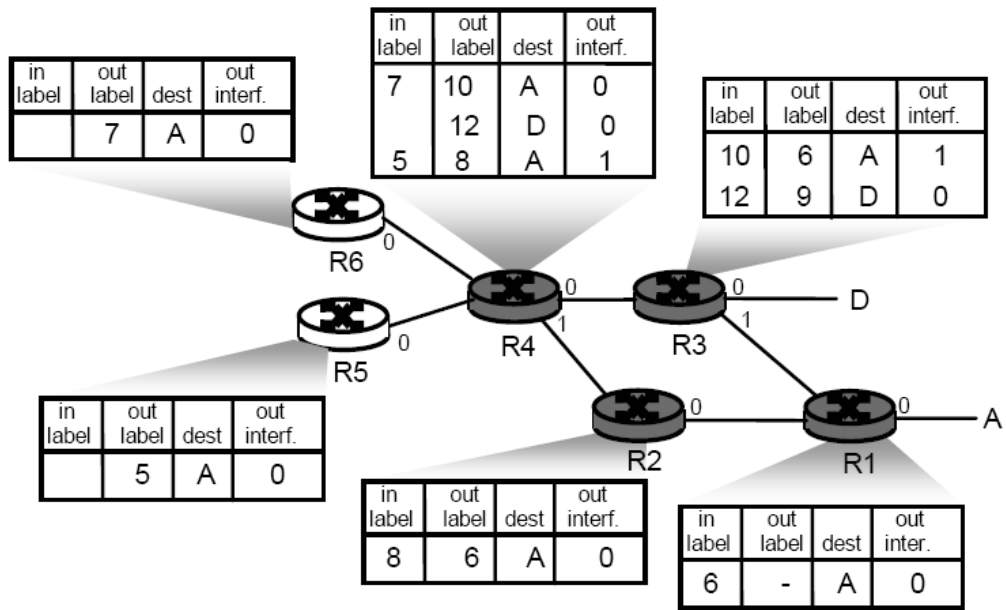 in label out label dest out interf.
7 10 A 0
12 D 0
5 8 A 1
in label out label dest out interf.
7 A 0
in label out label dest out interf.
10 6 A 1
12 9 D 0
0
R6
0
R5
0
1
R4
0
1
R3
D
0
R2
0
R1
A
in label out label dest out interf.
5 A 0
in label out label dest out interf.
8 6 A 0
in label out label dest out inter.
6 - A 0